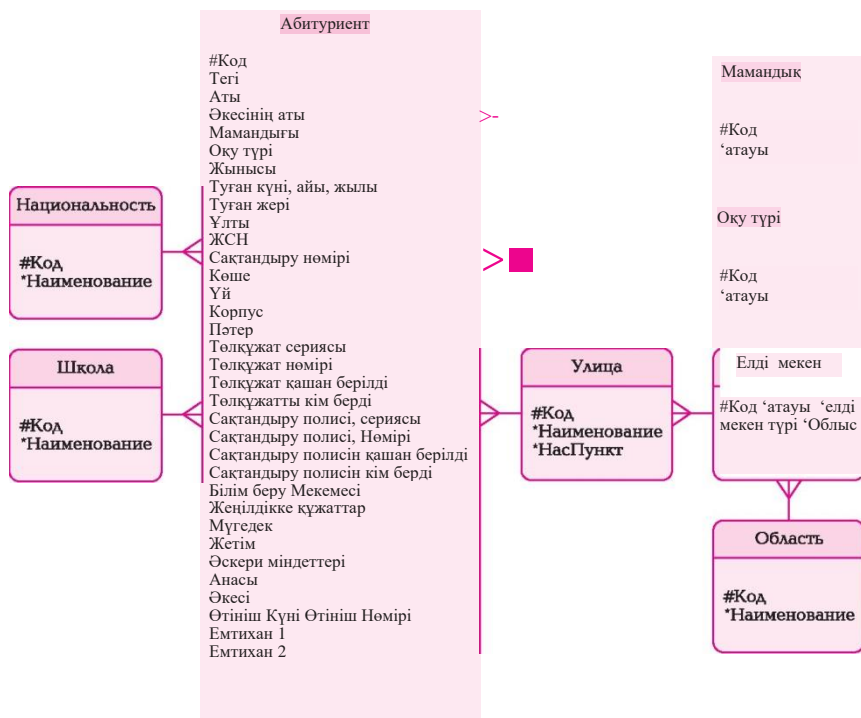 Абитуриент
#Код
Тегі
Аты
Әкесінің аты
Мамандығы
Оқу түрі
Жынысы
Туған күні, айы, жылы
Туған жері
Ұлты
ЖСН
Сақтандыру нөмірі
Көше
Үй
Корпус
Пәтер
Төлқұжат сериясы
Төлқұжат нөмірі
Төлқұжат қашан берілді
Төлқұжатты кім берді
Сақтандыру полисі, сериясы
Сақтандыру полисі, Нөмірі
Сақтандыру полисін қашан берілді
Сақтандыру полисін кім берді
Білім беру Мекемесі
Жеңілдікке құжаттар
Мүгедек
Жетім
Әскери міндеттері
Анасы
Әкесі
Өтініш Күні Өтініш Нөмірі
Емтихан 1
Емтихан 2
Национальность
#Код
*Наименование
Школа
#Код
*Наименование
Улица
#Код
*Наименование
*НасПункт
Мамандық
#Код
‘атауы
Оқу түрі
#Код
‘атауы
Елді мекен
#Код ‘атауы ‘елді
мекен түрі ‘Облыс
Область
#Код
*Наименование